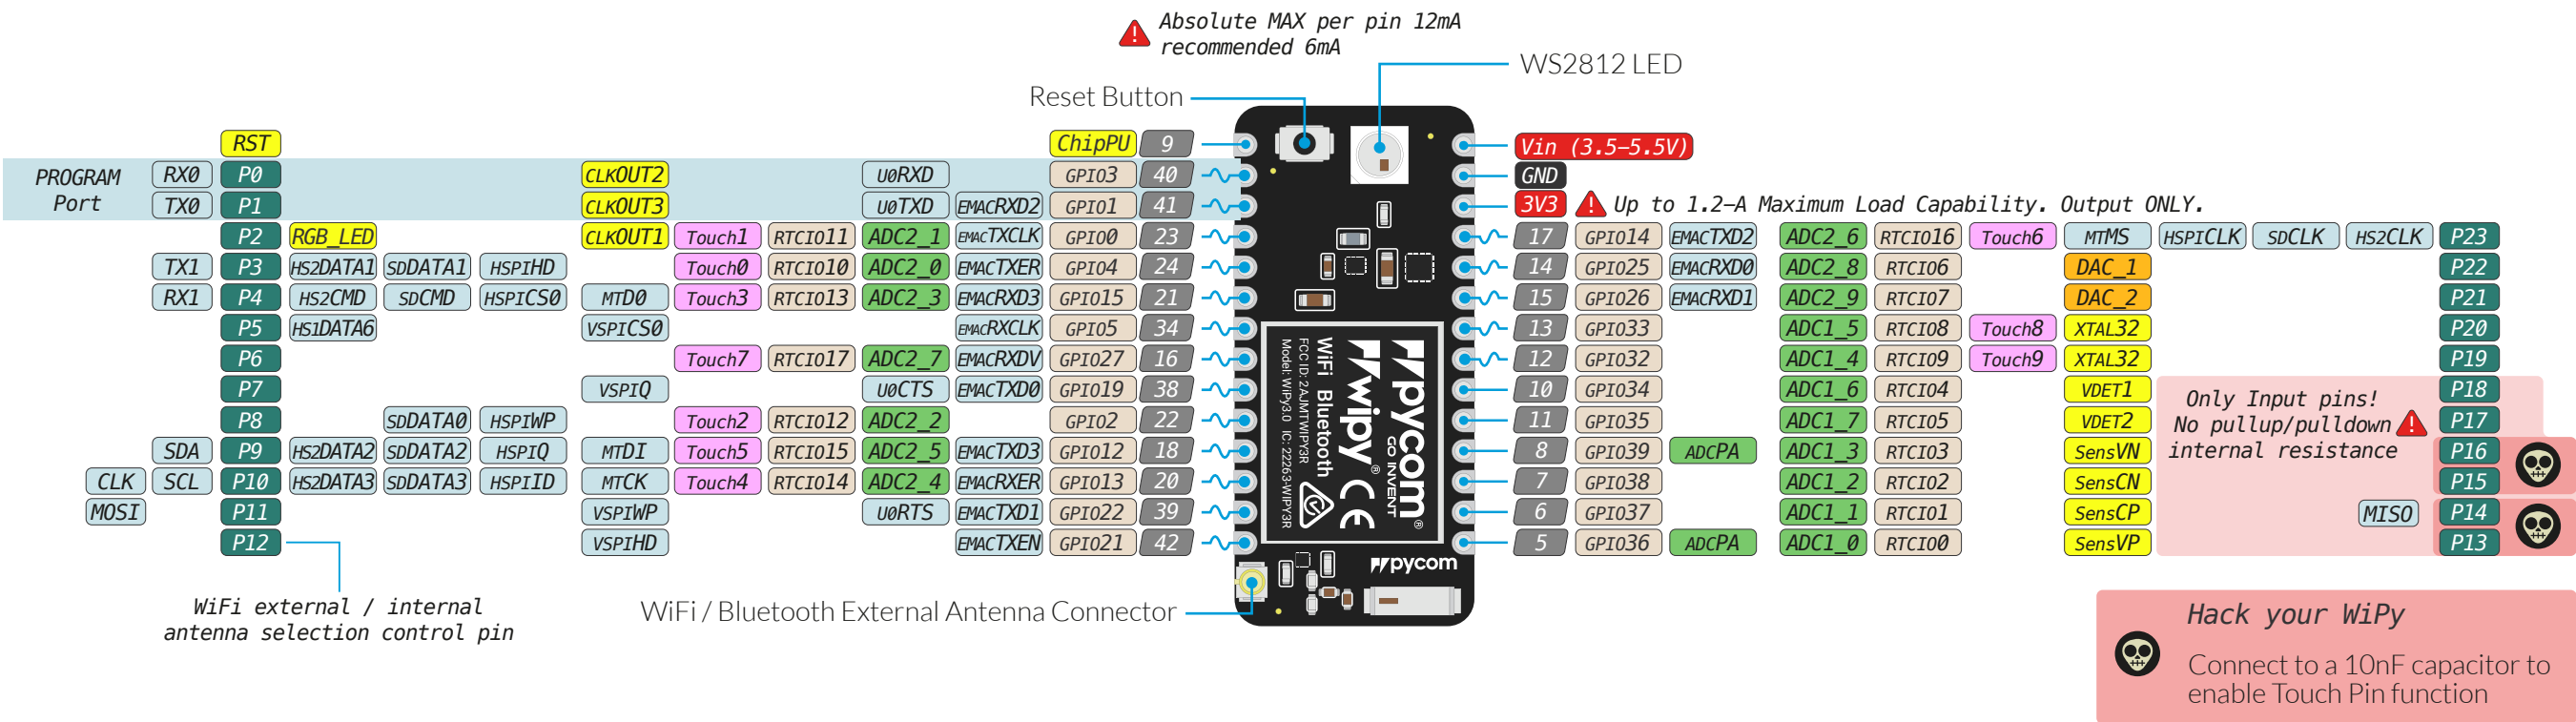 Absolute MAX per pin 12mA
recommended 6mA
WS2812 LED
Reset Button
RST ChipPU 9
PROGRAM
Port
RX0 P0 CLKOUT2 U0RXD GPIO3 40
TX0 P1 CLKOUT3 U0TXD EMACRXD2 GPIO1 41
P2 RGB_LED CLKOUT1 Touch1 RTCIO11 ADC2_1 EMACTXCLK GPIO0 23
TX1 P3 HS2DATA1 SDDATA1 HSPIHD Touch0 RTCIO10 ADC2_0 EMACTXER GPIO4 24
RX1 P4 HS2CMD SDCMD HSPICS0 MTDO Touch3 RTCIO13 ADC2_3 EMACRXD3 GPIO15 21
P5 HS1DATA6 VSPICS0 EMACRXCLK GPIO5 34
P6 Touch7 RTCIO17 ADC2_7 EMACRXDV GPIO27 16
P7 VSPIQ U0CTS EMACTXD0 GPIO19 38
P8 SDDATA0 HSPIWP Touch2 RTCIO12 ADC2_2 GPIO2 22
SDA P9 HS2DATA2 SDDATA2 HSPIQ MTDI Touch5 RTCIO15 ADC2_5 EMACTXD3 GPIO12 18
CLK SCL P10 HS2DATA3 SDDATA3 HSPIID MTCK Touch4 RTCIO14 ADC2_4 EMACRXER GPIO13 20
MOSI P11 VSPIWP U0RTS EMACTXD1 GPIO22 39
P12 VSPIHD EMACTXEN GPIO21 42
WiFi external / internal
antenna selection control pin
WiFi / Bluetooth External Antenna Connector
pycom®
GO INVENT
wipy®
WiFi Bluetooth
FCC ID: 2AJMTWIPY3R
Model: WiPy3.0 IC: 22263-WIPY3R
CE
pycom
Vin (3.5–5.5V)
GND
3V3 Up to 1.2–A Maximum Load Capability. Output ONLY.
17 GPIO14 EMACTXD2 ADC2_6 RTCIO16 Touch6 MTMS HSPICLK SDCLK HS2CLK P23
14 GPIO25 EMACRXD0 ADC2_8 RTCIO6 DAC_1 P22
15 GPIO26 EMACRXD1 ADC2_9 RTCIO7 DAC_2 P21
13 GPIO33 ADC1_5 RTCIO8 Touch8 XTAL32 P20
12 GPIO32 ADC1_4 RTCIO9 Touch9 XTAL32 P19
10 GPIO34 ADC1_6 RTCIO4 VDET1 P18
11 GPIO35 ADC1_7 RTCIO5 VDET2 P17
8 GPIO39 ADCPA ADC1_3 RTCIO3 SensVN P16
7 GPIO38 ADC1_2 RTCIO2 SensCN P15
6 GPIO37 ADC1_1 RTCIO1 SensCP MISO P14
5 GPIO36 ADCPA ADC1_0 RTCIO0 SensVP P13
Only Input pins!
No pullup/pulldown
internal resistance
Hack your WiPy
Connect to a 10nF capacitor to
enable Touch Pin function